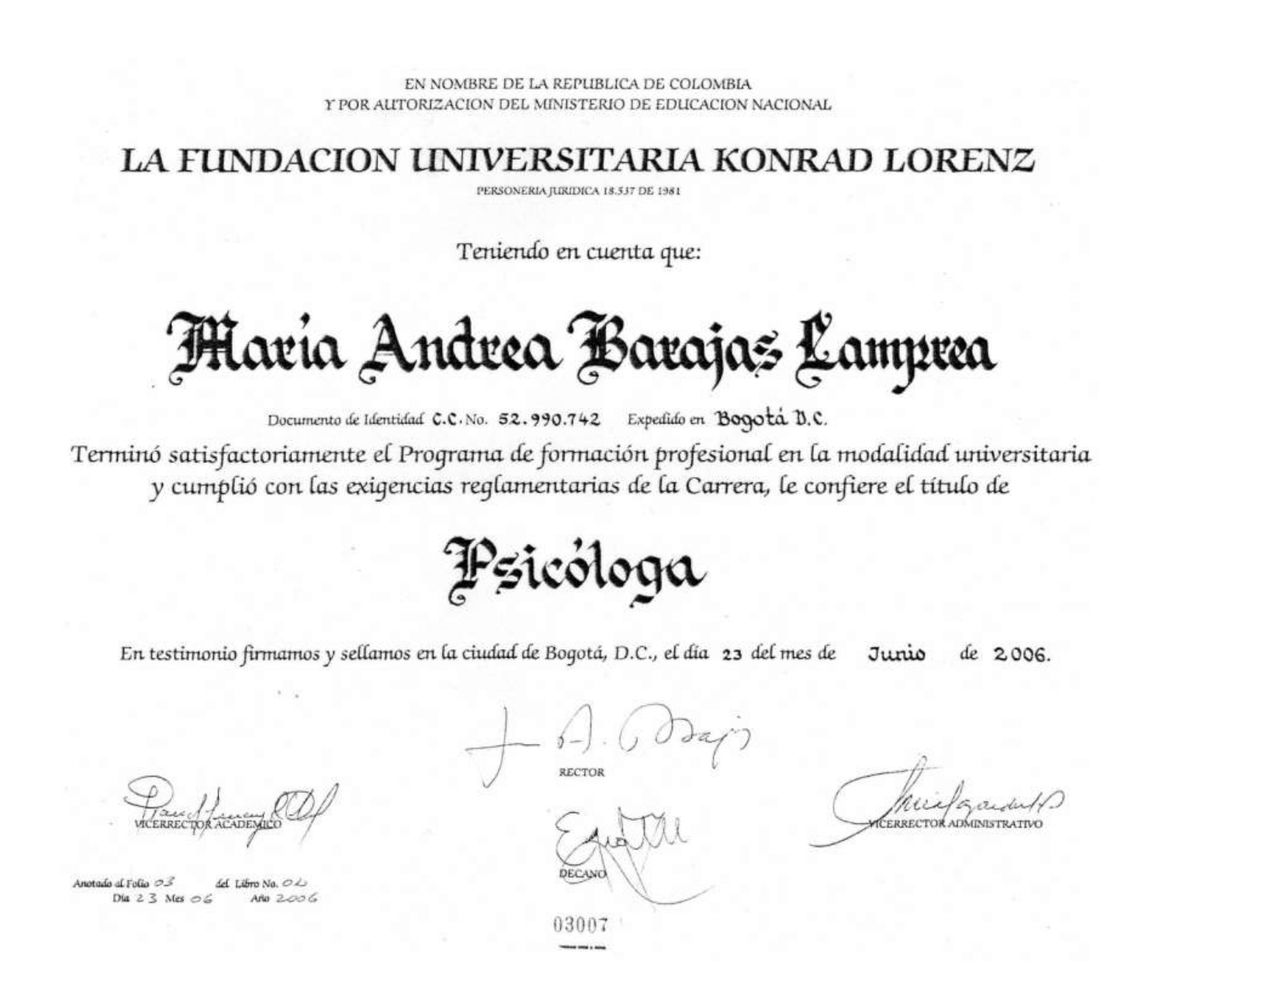 EN NOMBRE DE LA REPUBLICA DE COLOMBIA
Y POR AUTORIZACION DEL MINISTERIO DE EDUCACION NACIONAL
LA FUNDACION UNIVERSITARIA KONRAD LORENZ
PERSONERIA JURIDICA 18.537 DE 1981
Teniendo en cuenta que:
María Andrea Barajas Lamprea
Documento de Identidad C.C. No. 52.990.742 Expedido en Bogotá D.C.
Terminó satisfactoriamente el Programa de formación profesional en la modalidad universitaria
y cumplió con las exigencias reglamentarias de la Carrera, le confiere el título de
Psicóloga
En testimonio firmamos y sellamos en la ciudad de Bogotá, D.C., el día 23 del mes de Junio de 2006.
RECTOR
VICERRECTOR ACADEMICO
VICERRECTOR ADMINISTRATIVO
DECANO
Anotado al Folio 03 del Libro No. 02
Día 23 Mes 06 Año 2006
03007